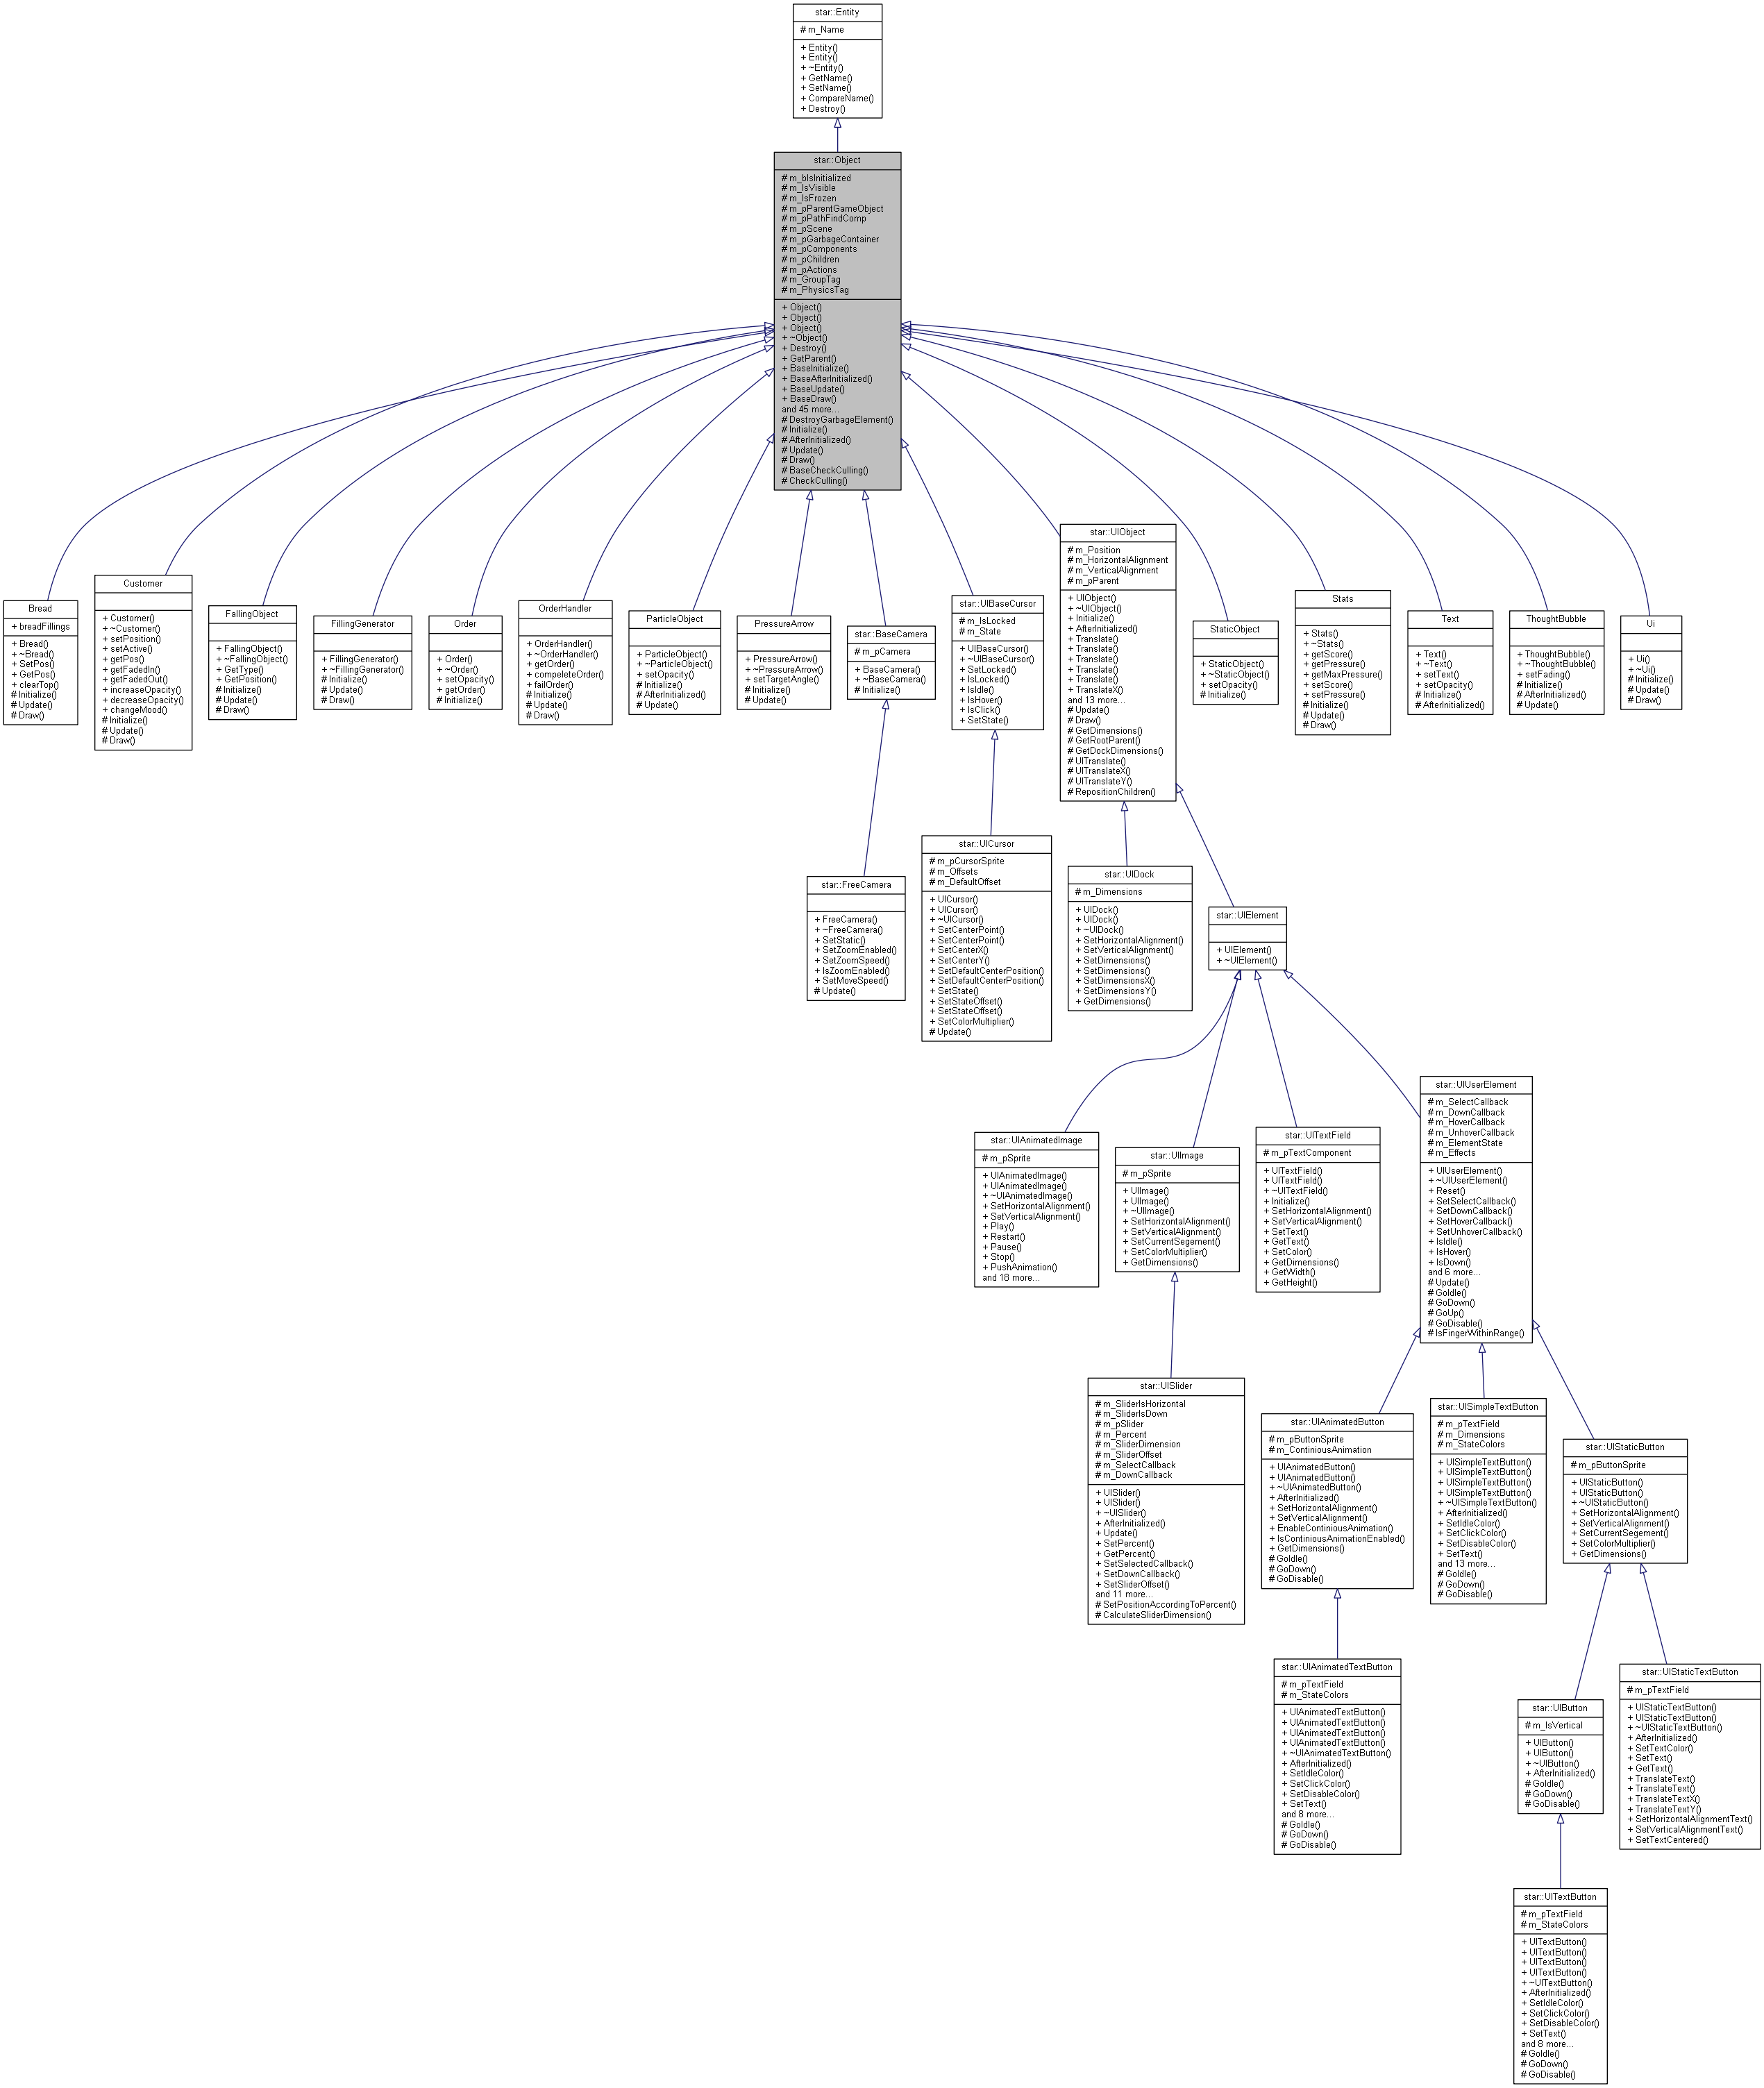 star::Entity
# m_Name
+ Entity()
+ Entity()
+ ~Entity()
+ GetName()
+ SetName()
+ CompareName()
+ Destroy()
star::Object
# m_bIsInitialized
# m_IsVisible
# m_IsFrozen
# m_pParentGameObject
# m_pPathFindComp
# m_pScene
# m_pGarbageContainer
# m_pComponents
# m_pChildren
# m_pActions
# m_GroupTag
# m_PhysicsTag
+ Object()
+ Object()
+ Object()
+ ~Object()
+ Destroy()
+ GetParent()
+ BaseInitialize()
+ BaseAfterInitialized()
+ BaseUpdate()
+ BaseDraw()
and 45 more...
# DestroyGarbageElement()
# Initialize()
# AfterInitialized()
# Update()
# Draw()
# BaseCheckCulling()
# CheckCulling()
Bread
+ breadFillings
+ Bread()
+ ~Bread()
+ SetPos()
+ GetPos()
+ clearTop()
# Initialize()
# Update()
# Draw()
Customer
+ Customer()
+ ~Customer()
+ setPosition()
+ setActive()
+ getPos()
+ getFadedIn()
+ getFadedOut()
+ increaseOpacity()
+ decreaseOpacity()
+ changeMood()
# Initialize()
# Update()
# Draw()
FallingObject
+ FallingObject()
+ ~FallingObject()
+ GetType()
+ GetPosition()
# Initialize()
# Update()
# Draw()
FillingGenerator
+ FillingGenerator()
+ ~FillingGenerator()
# Initialize()
# Update()
# Draw()
Order
+ Order()
+ ~Order()
+ setOpacity()
+ getOrder()
# Initialize()
OrderHandler
+ OrderHandler()
+ ~OrderHandler()
+ getOrder()
+ compeleteOrder()
+ failOrder()
# Initialize()
# Update()
# Draw()
ParticleObject
+ ParticleObject()
+ ~ParticleObject()
+ setOpacity()
# Initialize()
# AfterInitialized()
# Update()
PressureArrow
+ PressureArrow()
+ ~PressureArrow()
+ setTargetAngle()
# Initialize()
# Update()
star::BaseCamera
# m_pCamera
+ BaseCamera()
+ ~BaseCamera()
# Initialize()
star::UIBaseCursor
# m_IsLocked
# m_State
+ UIBaseCursor()
+ ~UIBaseCursor()
+ SetLocked()
+ IsLocked()
+ IsIdle()
+ IsHover()
+ IsClick()
+ SetState()
star::UIObject
# m_Position
# m_HorizontalAlignment
# m_VerticalAlignment
# m_pParent
+ UIObject()
+ ~UIObject()
+ Initialize()
+ AfterInitialized()
+ Translate()
+ Translate()
+ Translate()
+ Translate()
+ Translate()
+ TranslateX()
and 13 more...
# Update()
# Draw()
# GetDimensions()
# GetRootParent()
# GetDockDimensions()
# UITranslate()
# UITranslateX()
# UITranslateY()
# RepositionChildren()
StaticObject
+ StaticObject()
+ ~StaticObject()
+ setOpacity()
# Initialize()
Stats
+ Stats()
+ ~Stats()
+ getScore()
+ getPressure()
+ getMaxPressure()
+ setScore()
+ setPressure()
# Initialize()
# Update()
# Draw()
Text
+ Text()
+ ~Text()
+ setText()
+ setOpacity()
# Initialize()
# AfterInitialized()
ThoughtBubble
+ ThoughtBubble()
+ ~ThoughtBubble()
+ setFading()
# Initialize()
# AfterInitialized()
# Update()
Ui
+ Ui()
+ ~Ui()
# Initialize()
# Update()
# Draw()
star::FreeCamera
+ FreeCamera()
+ ~FreeCamera()
+ SetStatic()
+ SetZoomEnabled()
+ SetZoomSpeed()
+ IsZoomEnabled()
+ SetMoveSpeed()
# Update()
star::UICursor
# m_pCursorSprite
# m_Offsets
# m_DefaultOffset
+ UICursor()
+ UICursor()
+ ~UICursor()
+ SetCenterPoint()
+ SetCenterPoint()
+ SetCenterX()
+ SetCenterY()
+ SetDefaultCenterPosition()
+ SetDefaultCenterPosition()
+ SetState()
+ SetStateOffset()
+ SetStateOffset()
+ SetColorMultiplier()
# Update()
star::UIDock
# m_Dimensions
+ UIDock()
+ UIDock()
+ ~UIDock()
+ SetHorizontalAlignment()
+ SetVerticalAlignment()
+ SetDimensions()
+ SetDimensions()
+ SetDimensionsX()
+ SetDimensionsY()
+ GetDimensions()
star::UIElement
+ UIElement()
+ ~UIElement()
star::UIAnimatedImage
# m_pSprite
+ UIAnimatedImage()
+ UIAnimatedImage()
+ ~UIAnimatedImage()
+ SetHorizontalAlignment()
+ SetVerticalAlignment()
+ Play()
+ Restart()
+ Pause()
+ Stop()
+ PushAnimation()
and 18 more...
star::UIImage
# m_pSprite
+ UIImage()
+ UIImage()
+ ~UIImage()
+ SetHorizontalAlignment()
+ SetVerticalAlignment()
+ SetCurrentSegement()
+ SetColorMultiplier()
+ GetDimensions()
star::UITextField
# m_pTextComponent
+ UITextField()
+ UITextField()
+ ~UITextField()
+ Initialize()
+ SetHorizontalAlignment()
+ SetVerticalAlignment()
+ SetText()
+ GetText()
+ SetColor()
+ GetDimensions()
+ GetWidth()
+ GetHeight()
star::UIUserElement
# m_SelectCallback
# m_DownCallback
# m_HoverCallback
# m_UnhoverCallback
# m_ElementState
# m_Effects
+ UIUserElement()
+ ~UIUserElement()
+ Reset()
+ SetSelectCallback()
+ SetDownCallback()
+ SetHoverCallback()
+ SetUnhoverCallback()
+ IsIdle()
+ IsHover()
+ IsDown()
and 6 more...
# Update()
# GoIdle()
# GoDown()
# GoUp()
# GoDisable()
# IsFingerWithinRange()
star::UISlider
# m_SliderIsHorizontal
# m_SliderIsDown
# m_pSlider
# m_Percent
# m_SliderDimension
# m_SliderOffset
# m_SelectCallback
# m_DownCallback
+ UISlider()
+ UISlider()
+ ~UISlider()
+ AfterInitialized()
+ Update()
+ SetPercent()
+ GetPercent()
+ SetSelectedCallback()
+ SetDownCallback()
+ SetSliderOffset()
and 11 more...
# SetPositionAccordingToPercent()
# CalculateSliderDimension()
star::UIAnimatedButton
# m_pButtonSprite
# m_ContiniousAnimation
+ UIAnimatedButton()
+ UIAnimatedButton()
+ ~UIAnimatedButton()
+ AfterInitialized()
+ SetHorizontalAlignment()
+ SetVerticalAlignment()
+ EnableContiniousAnimation()
+ IsContiniousAnimationEnabled()
+ GetDimensions()
# GoIdle()
# GoDown()
# GoDisable()
star::UISimpleTextButton
# m_pTextField
# m_Dimensions
# m_StateColors
+ UISimpleTextButton()
+ UISimpleTextButton()
+ UISimpleTextButton()
+ UISimpleTextButton()
+ ~UISimpleTextButton()
+ AfterInitialized()
+ SetIdleColor()
+ SetClickColor()
+ SetDisableColor()
+ SetText()
and 13 more...
# GoIdle()
# GoDown()
# GoDisable()
star::UIStaticButton
# m_pButtonSprite
+ UIStaticButton()
+ UIStaticButton()
+ ~UIStaticButton()
+ SetHorizontalAlignment()
+ SetVerticalAlignment()
+ SetCurrentSegement()
+ SetColorMultiplier()
+ GetDimensions()
star::UIAnimatedTextButton
# m_pTextField
# m_StateColors
+ UIAnimatedTextButton()
+ UIAnimatedTextButton()
+ UIAnimatedTextButton()
+ UIAnimatedTextButton()
+ ~UIAnimatedTextButton()
+ AfterInitialized()
+ SetIdleColor()
+ SetClickColor()
+ SetDisableColor()
+ SetText()
and 8 more...
# GoIdle()
# GoDown()
# GoDisable()
star::UIButton
# m_IsVertical
+ UIButton()
+ UIButton()
+ ~UIButton()
+ AfterInitialized()
# GoIdle()
# GoDown()
# GoDisable()
star::UIStaticTextButton
# m_pTextField
+ UIStaticTextButton()
+ UIStaticTextButton()
+ ~UIStaticTextButton()
+ AfterInitialized()
+ SetTextColor()
+ SetText()
+ GetText()
+ TranslateText()
+ TranslateText()
+ TranslateTextX()
+ TranslateTextY()
+ SetHorizontalAlignmentText()
+ SetVerticalAlignmentText()
+ SetTextCentered()
star::UITextButton
# m_pTextField
# m_StateColors
+ UITextButton()
+ UITextButton()
+ UITextButton()
+ UITextButton()
+ ~UITextButton()
+ AfterInitialized()
+ SetIdleColor()
+ SetClickColor()
+ SetDisableColor()
+ SetText()
and 8 more...
# GoIdle()
# GoDown()
# GoDisable()